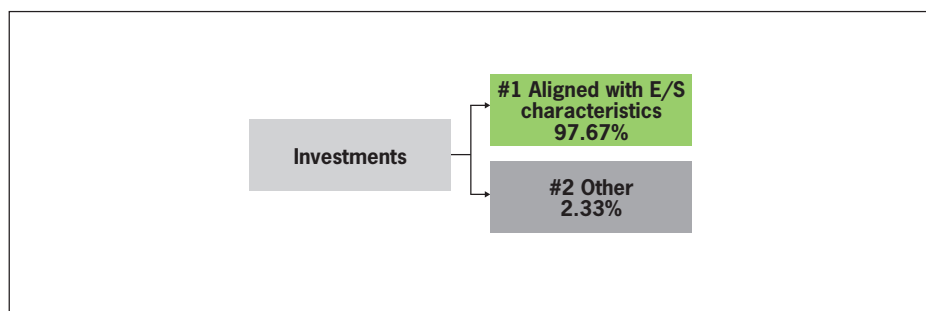 Investments
#1 Aligned with E/S
characteristics
97.67%
#2 Other
2.33%